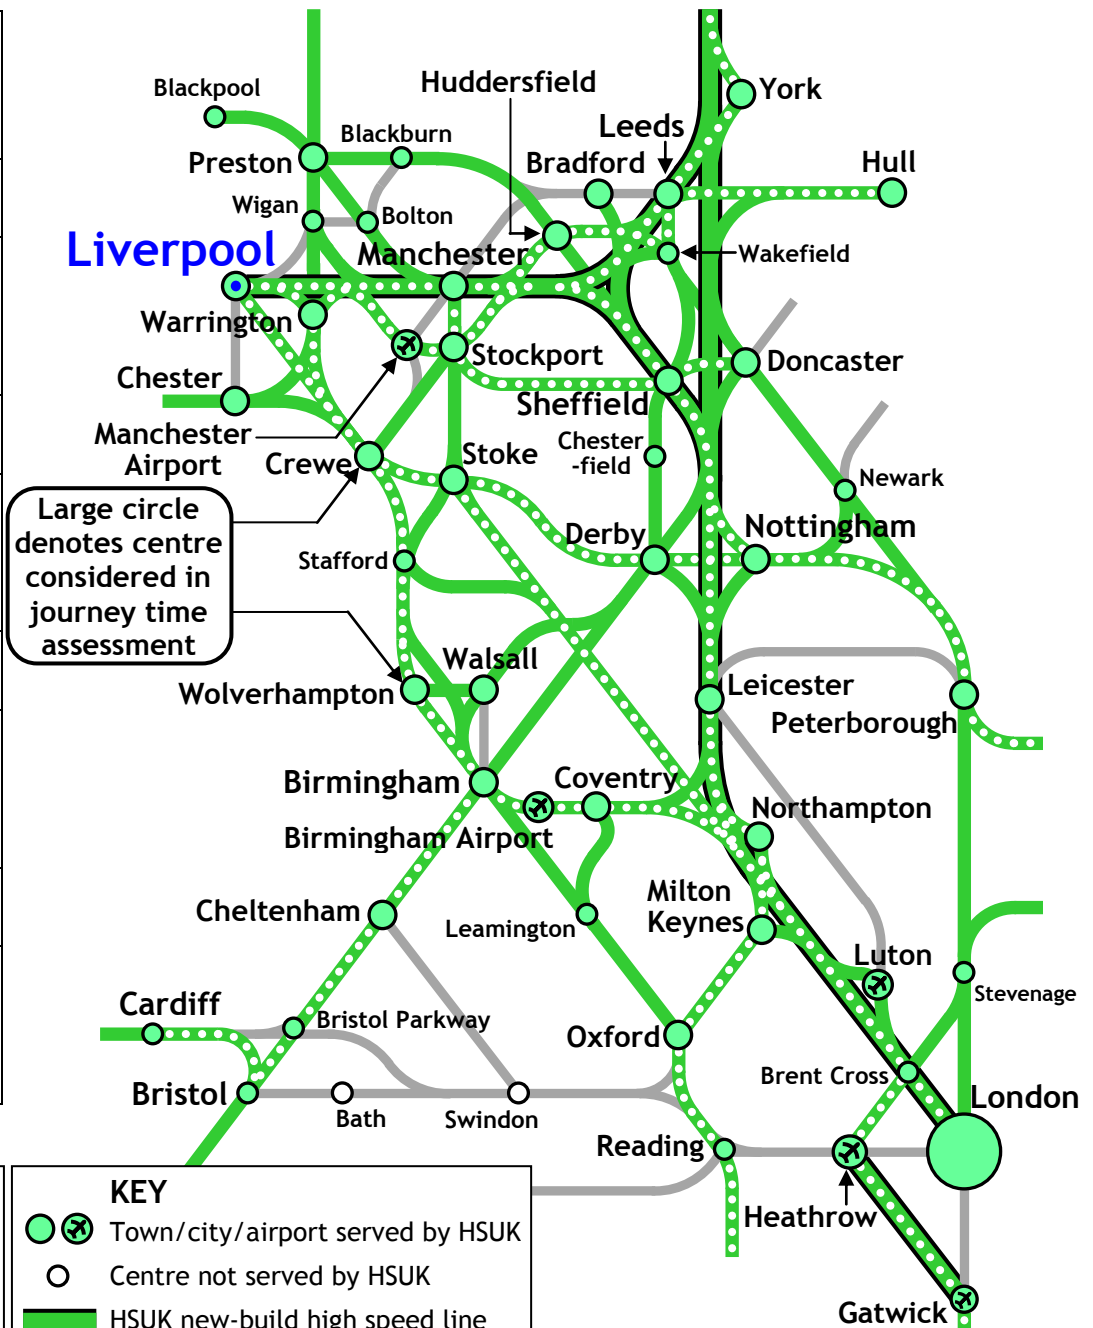 Blackpool
Huddersfield
York
Leeds
Blackburn
Preston
Bradford
Hull
Wigan
Bolton
Liverpool
Manchester
Wakefield
Warrington
Stockport
Doncaster
Chester
Sheffield
Manchester
Airport
Crewe
Stoke
Chester
-field
Newark
Large circle
denotes centre
considered in
journey time
assessment
Derby
Nottingham
Stafford
Walsall
Wolverhampton
Leicester
Peterborough
Birmingham
Coventry
Northampton
Birmingham Airport
Cheltenham
Leamington
Milton
Keynes
Luton
Stevenage
Cardiff
Bristol Parkway
Oxford
Brent Cross
Bristol
Bath
Swindon
London
Reading
Heathrow
KEY
Town/city/airport served by HSUK
Centre not served by HSUK
HSUK new-build high speed line
Gatwick